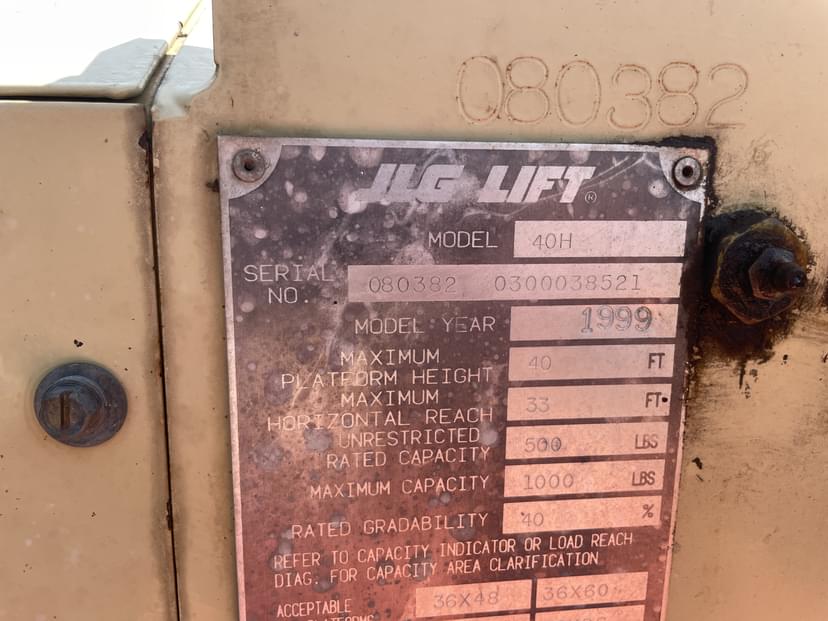 080382
JLG LIFT®
MODEL 40H
SERIAL NO. 080382 0300038521
MODEL YEAR 1999
MAXIMUM
PLATFORM HEIGHT 40 FT
MAXIMUM
HORIZONTAL REACH 33 FT.
UNRESTRICTED
RATED CAPACITY 500 LBS
MAXIMUM CAPACITY 1000 LBS
RATED GRADABILITY 40 %
REFER TO CAPACITY INDICATOR OR LOAD REACH
DIAG. FOR CAPACITY AREA CLARIFICATION
ACCEPTABLE 36X48 36X60